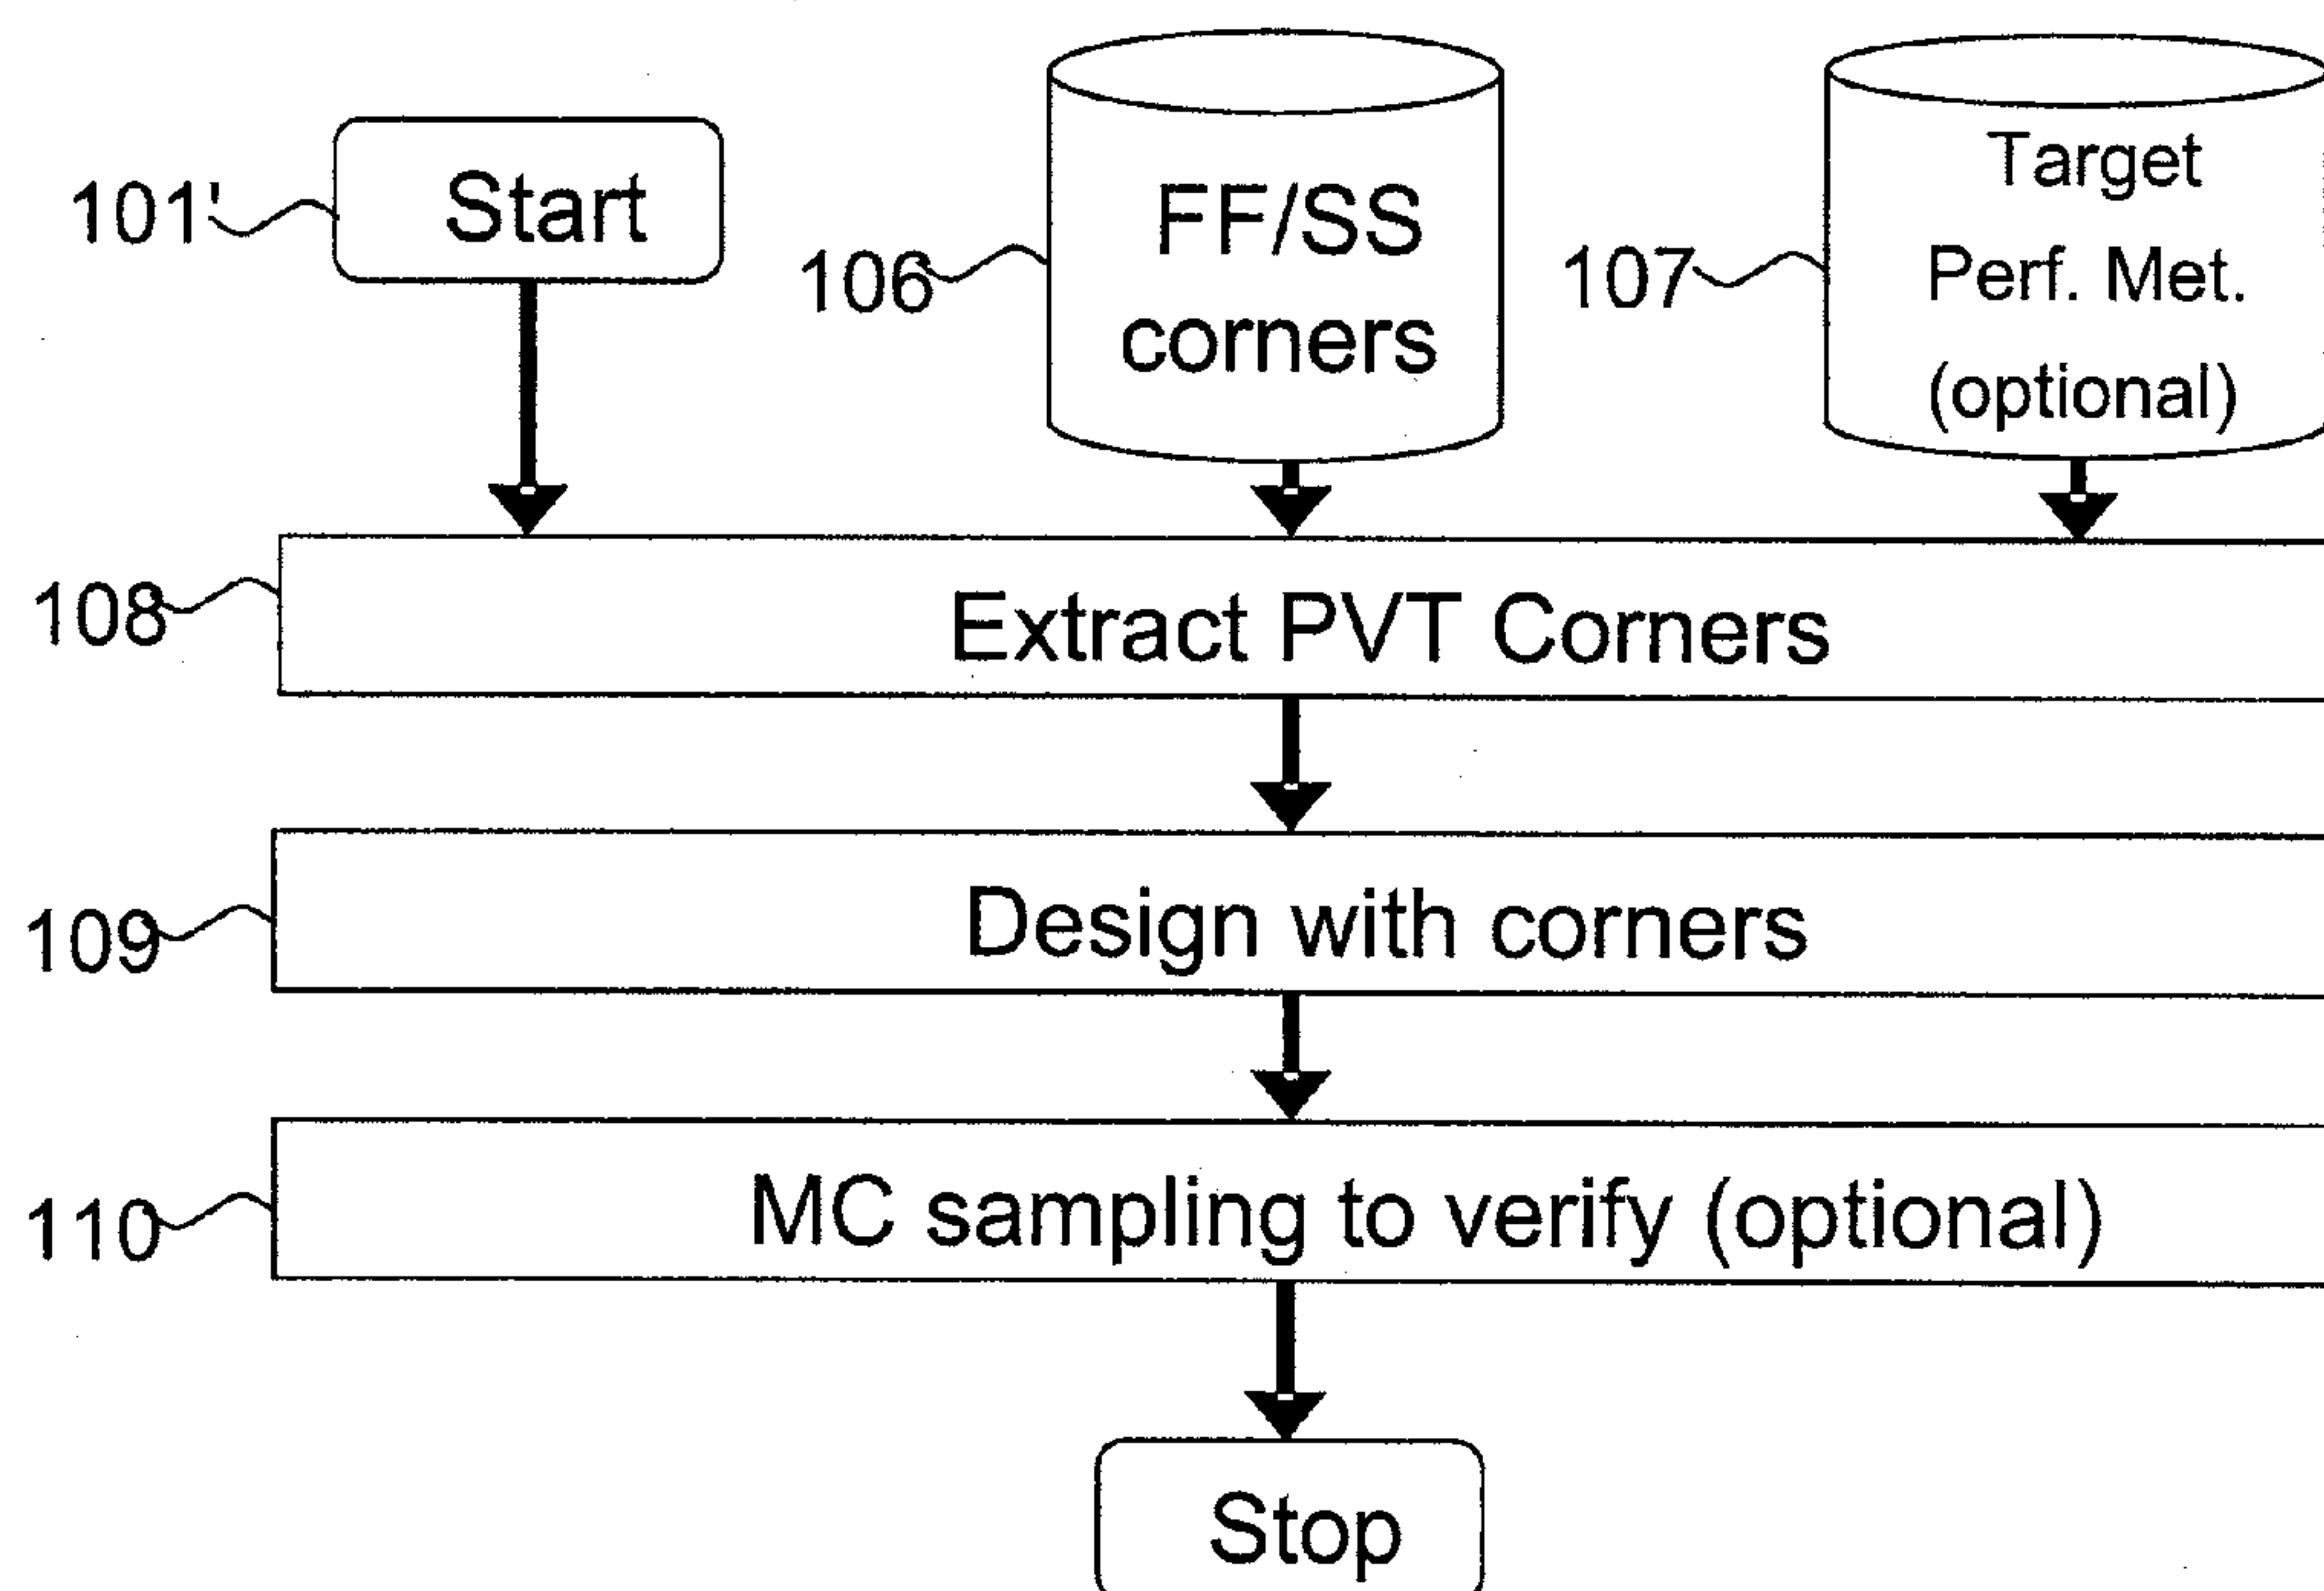 101'
Start
106
FF/SS
corners
107
Target
Perf. Met.
(optional)
108
Extract PVT Corners
109
Design with corners
110
MC sampling to verify (optional)
Stop